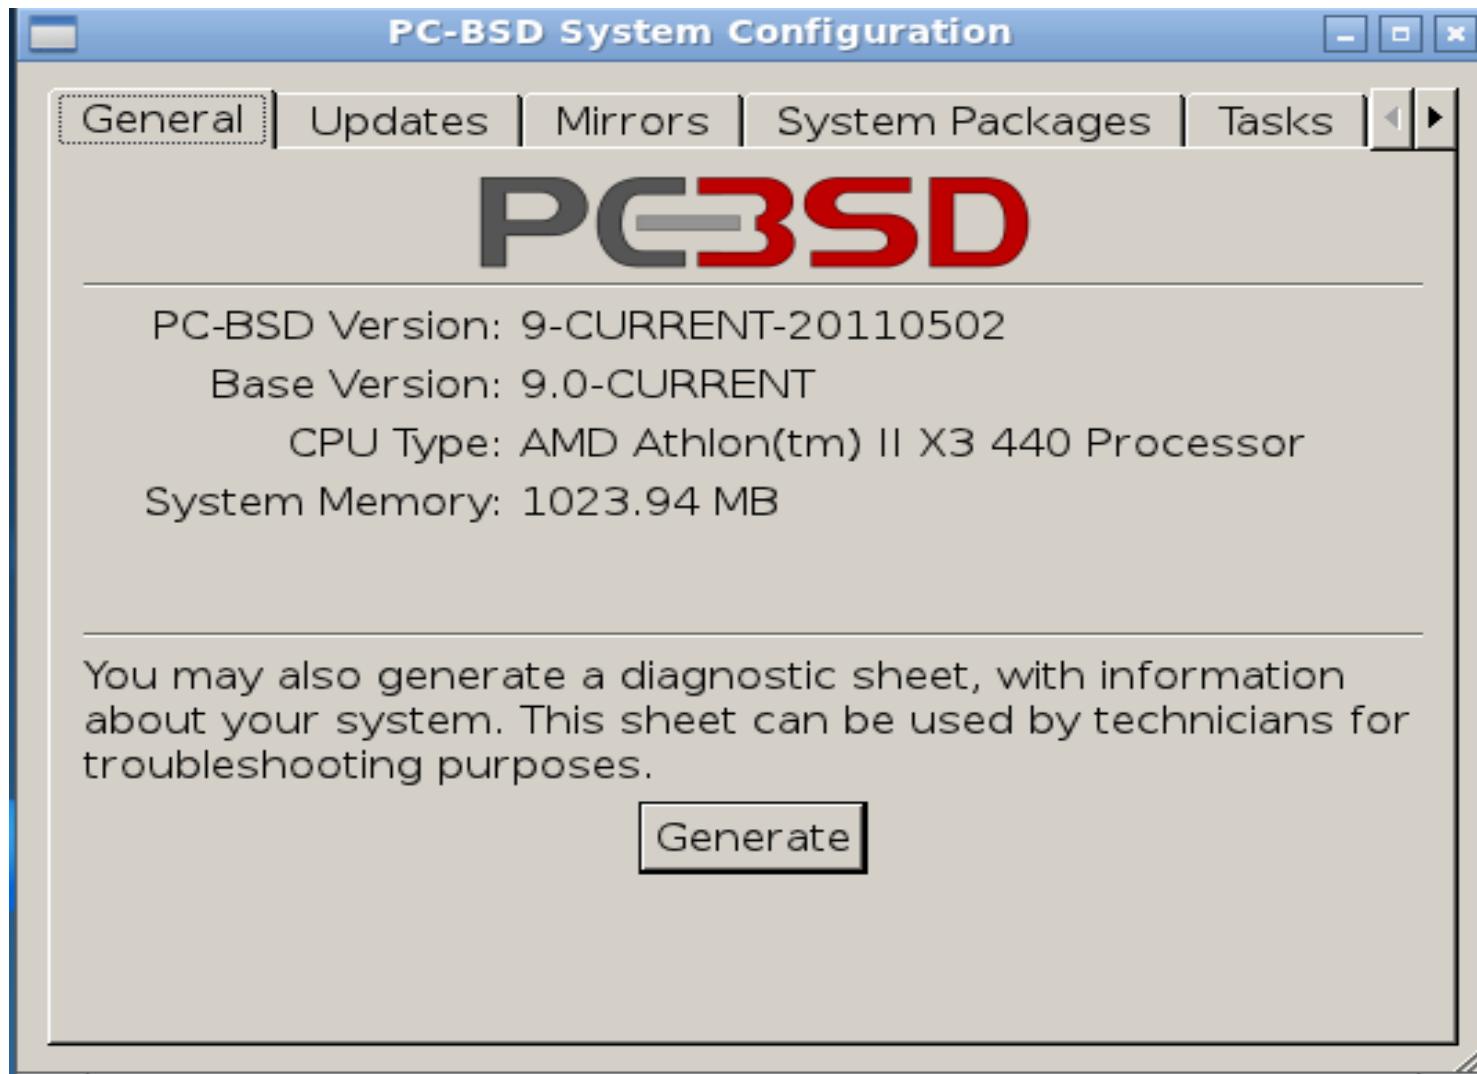 PC-BSD System Configuration
General Updates Mirrors System Packages Tasks
PC-BSD
PC-BSD Version: 9-CURRENT-20110502
Base Version: 9.0-CURRENT
CPU Type: AMD Athlon(tm) II X3 440 Processor
System Memory: 1023.94 MB
You may also generate a diagnostic sheet, with information
about your system. This sheet can be used by technicians for
troubleshooting purposes.
Generate